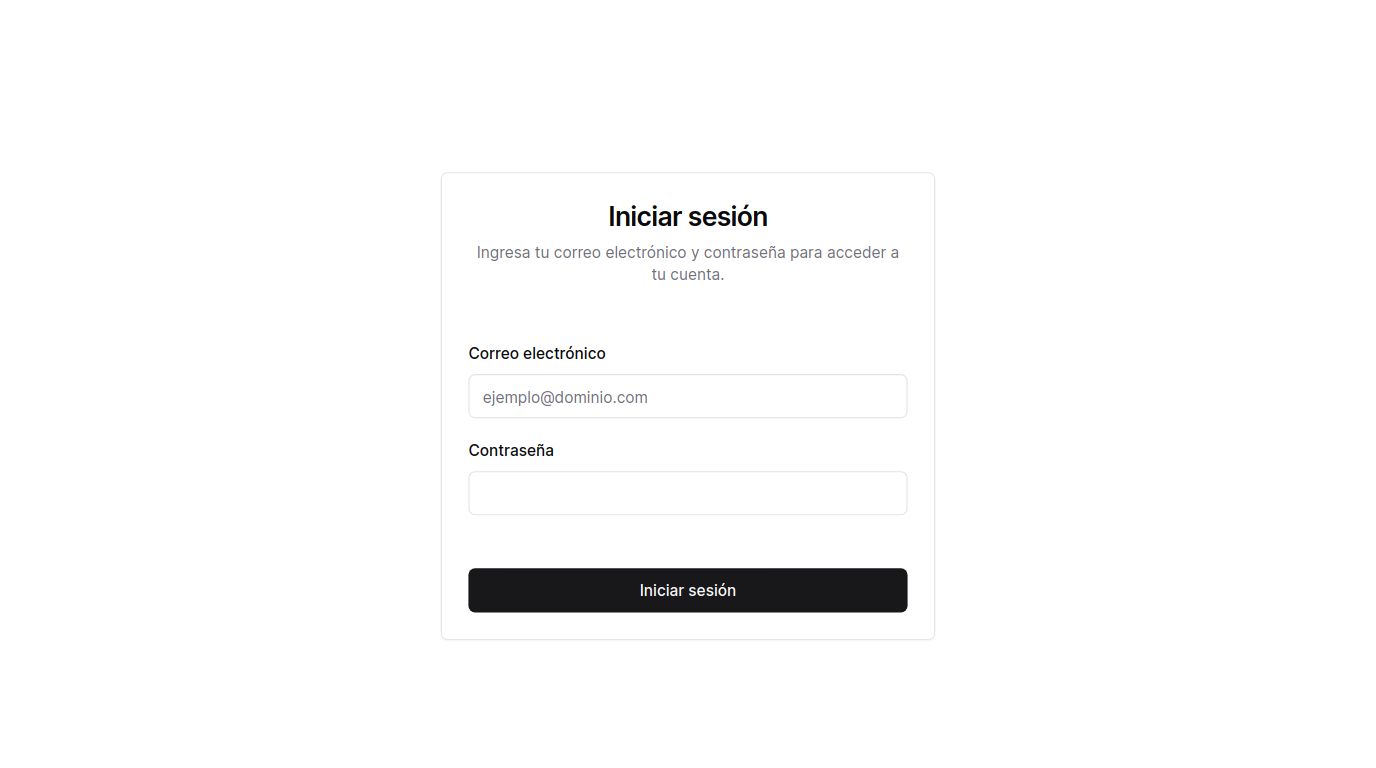 Iniciar sesión
Ingresa tu correo electrónico y contraseña para acceder a
tu cuenta.
Correo electrónico
ejemplo@dominio.com
Contraseña
Iniciar sesión